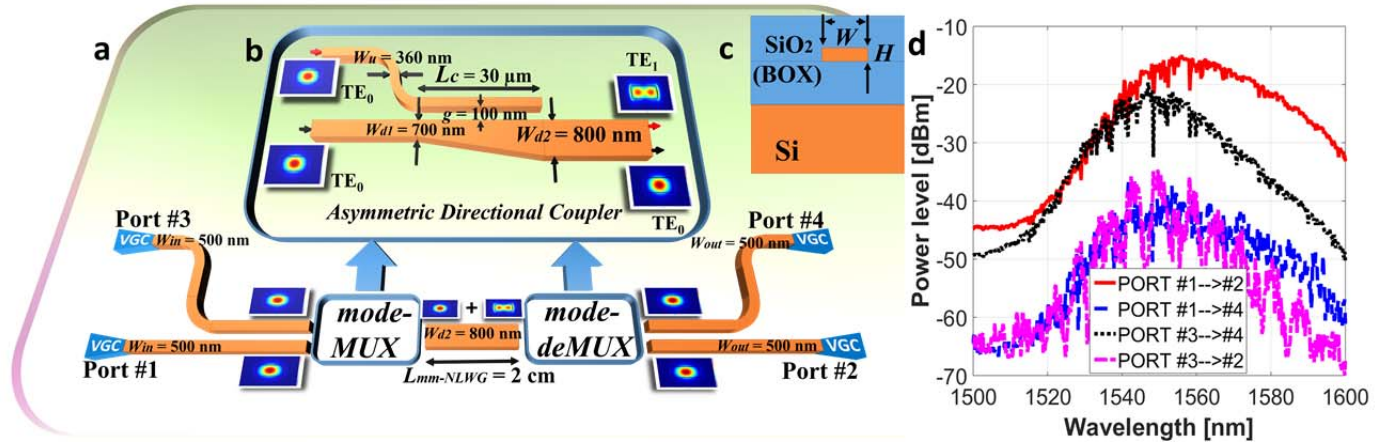 a
b
Wu = 360 nm
TE0
Lc = 30 µm
TE1
g = 100 nm
Wd1 = 700 nm
Wd2 = 800 nm
TE0
TE0
Asymmetric Directional Coupler
c
SiO2
(BOX)
W
H
Si
Port #3
VGC
Win = 500 nm
Port #4
Wout = 500 nm
VGC
mode-
MUX
+
Wd2 = 800 nm
mode-
deMUX
VGC
Win = 500 nm
Port #1
Lmm-NLWG = 2 cm
Wout = 500 nm
VGC
Port #2
d
Power level [dBm]
-10
-20
-30
-40
-50
-60
-70
PORT #1-->#2
PORT #1-->#4
PORT #3-->#4
PORT #3-->#2
1500 1520 1540 1560 1580 1600
Wavelength [nm]